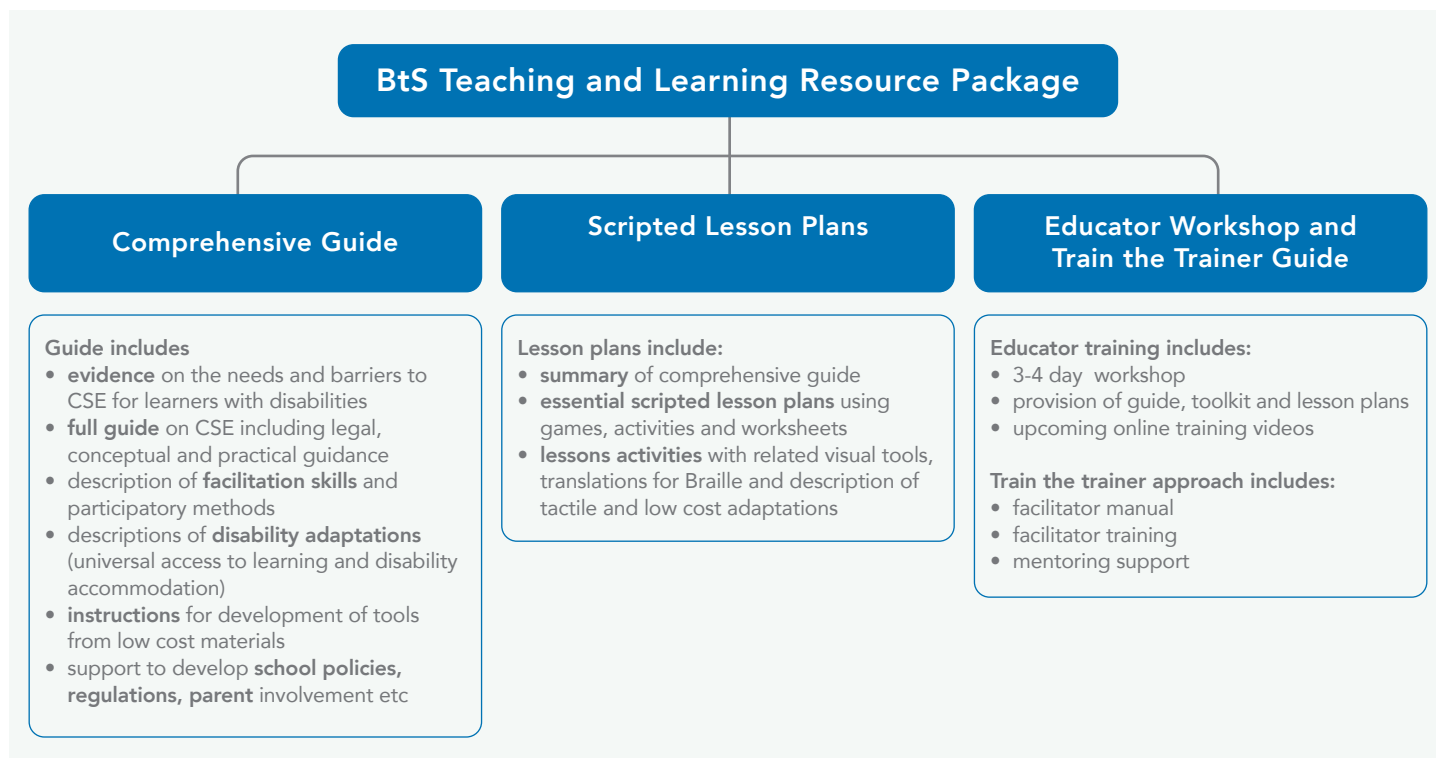 BtS Teaching and Learning Resource Package
Comprehensive Guide
Guide includes
• evidence on the needs and barriers to
CSE for learners with disabilities
• full guide on CSE including legal,
conceptual and practical guidance
• description of facilitation skills and
participatory methods
• descriptions of disability adaptations
(universal access to learning and disability
accommodation)
• instructions for development of tools
from low cost materials
• support to develop school policies,
regulations, parent involvement etc
Scripted Lesson Plans
Lesson plans include:
• summary of comprehensive guide
• essential scripted lesson plans using
games, activities and worksheets
• lessons activities with related visual tools,
translations for Braille and description of
tactile and low cost adaptations
Educator Workshop and
Train the Trainer Guide
Educator training includes:
• 3-4 day workshop
• provision of guide, toolkit and lesson plans
• upcoming online training videos
Train the trainer approach includes:
• facilitator manual
• facilitator training
• mentoring support